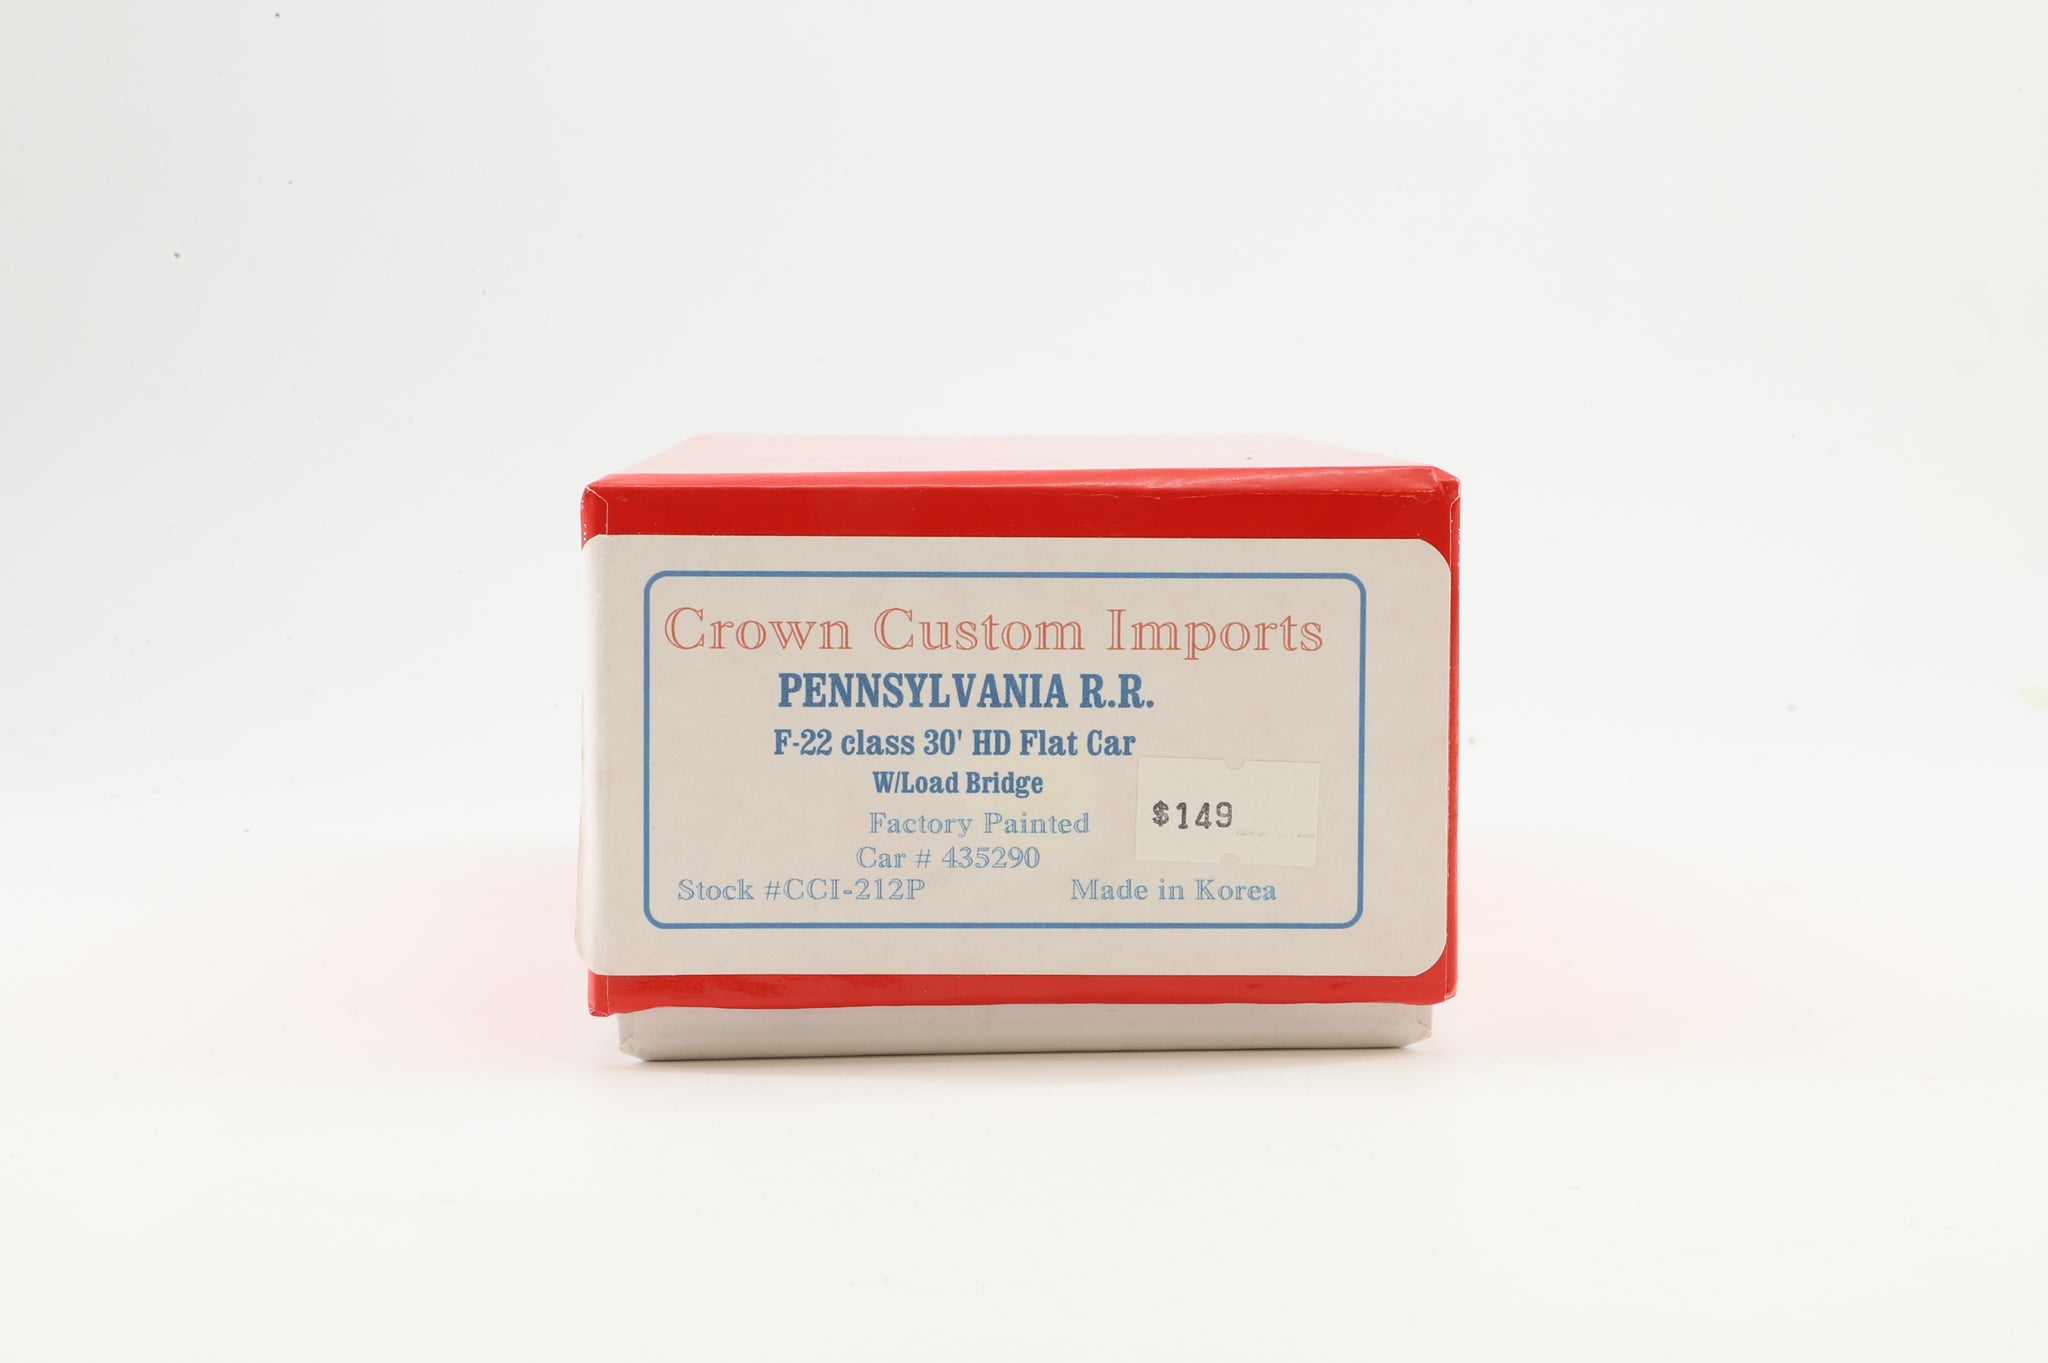 Crown Custom Imports
PENNSYLVANIA R.R.
F-22 class 30' HD Flat Car
W/Load Bridge
$149
Factory Painted
Car # 435290
Stock #CCI-212P Made in Korea